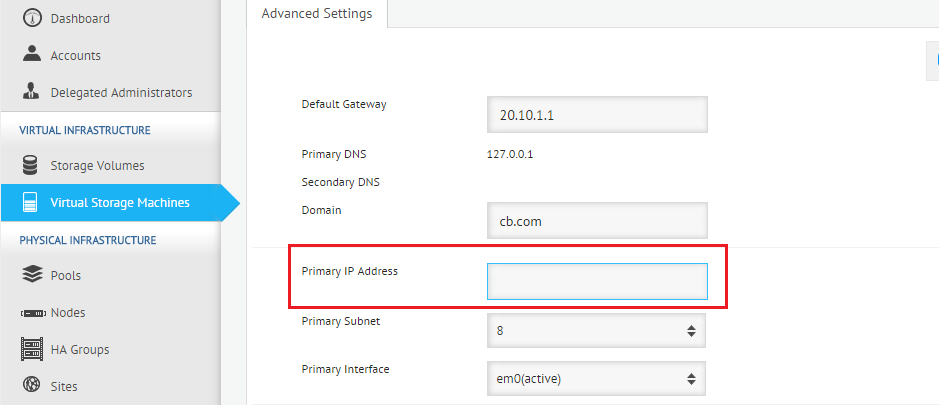 Dashboard
Accounts
Delegated Administrators
VIRTUAL INFRASTRUCTURE
Storage Volumes
Virtual Storage Machines
PHYSICAL INFRASTRUCTURE
Pools
Nodes
HA Groups
Sites
Advanced Settings
Default Gateway 20.10.1.1
Primary DNS 127.0.0.1
Secondary DNS
Domain cb.com
Primary IP Address
Primary Subnet 8
Primary Interface em0(active)